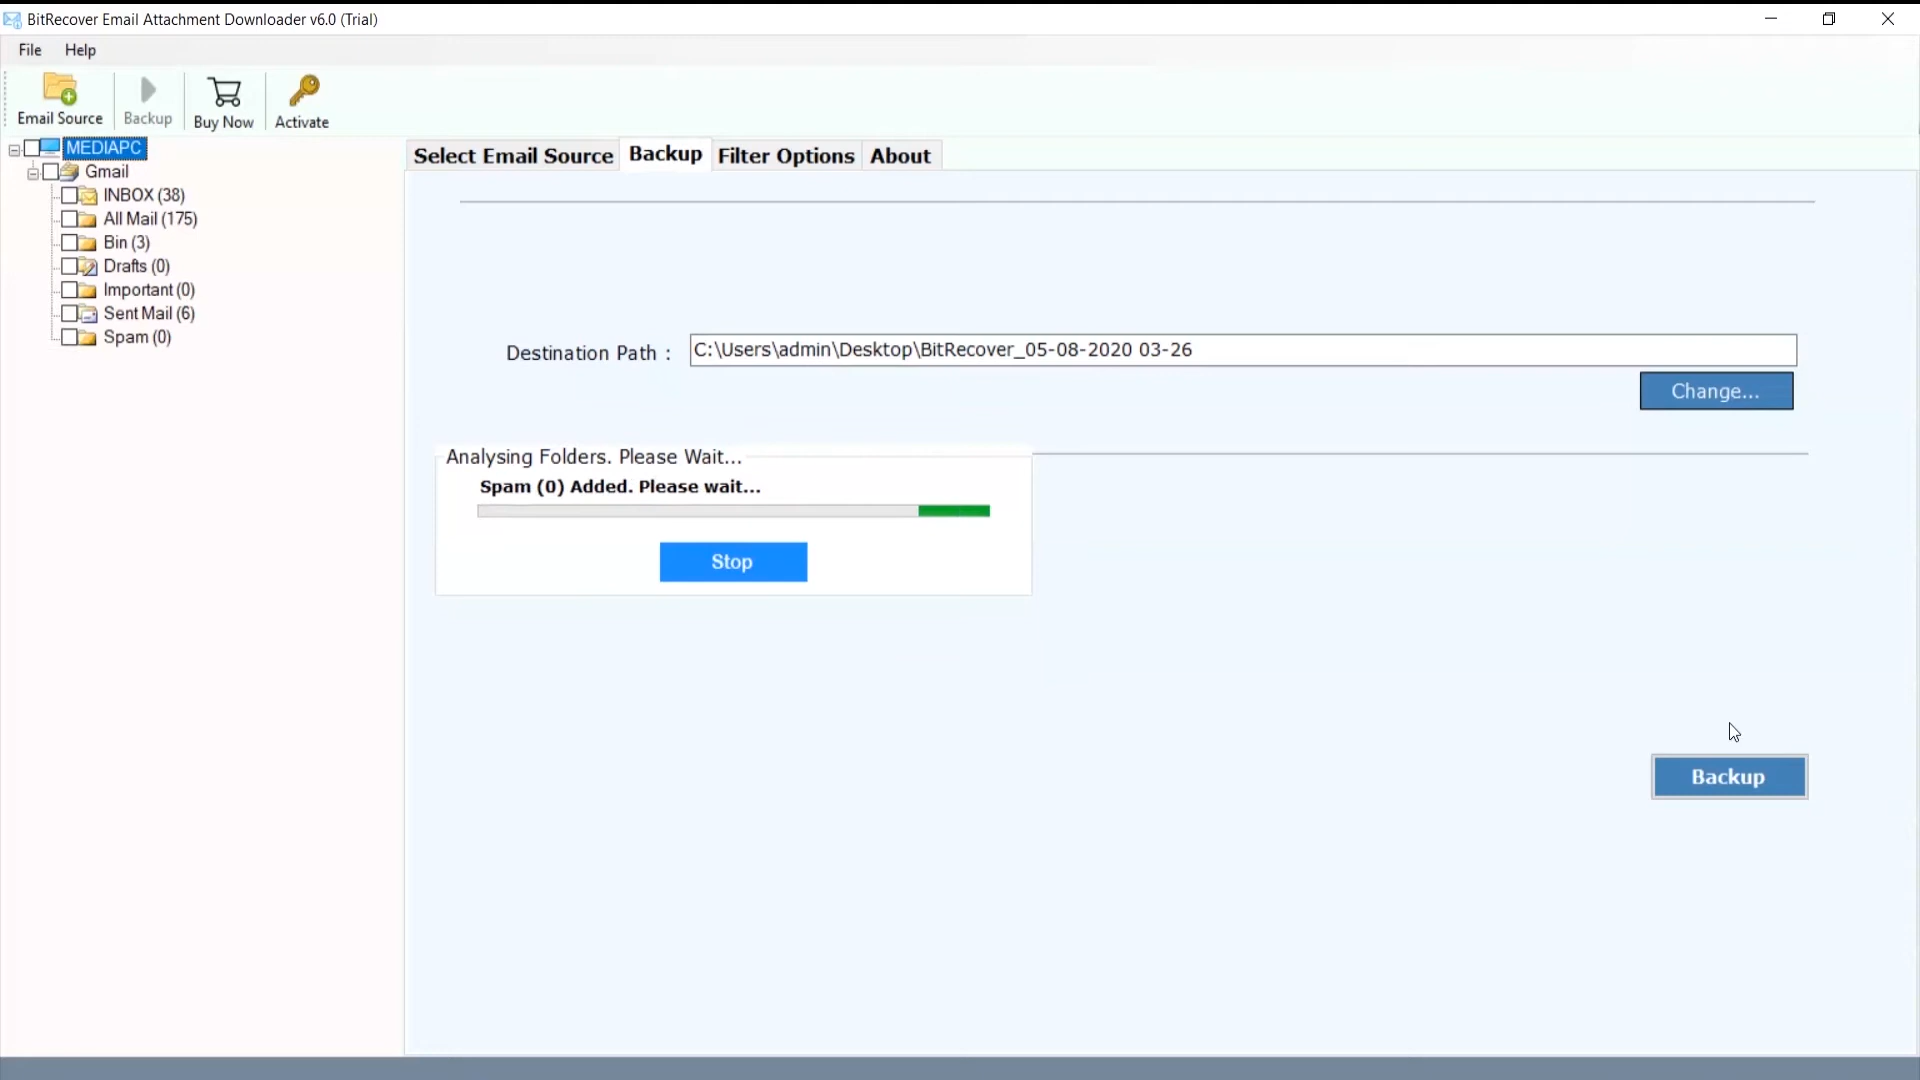 BitRecover Email Attachment Downloader v6.0 (Trial)
File Help
Email Source Backup Buy Now Activate
MEDIAPC
Gmail
INBOX (38)
All Mail (175)
Bin (3)
Drafts (0)
Important (0)
Sent Mail (6)
Spam (0)
Select Email Source Backup Filter Options About
Destination Path : C:\Users\admin\Desktop\BitRecover_05-08-2020 03-26
Change...
Analysing Folders. Please Wait...
Spam (0) Added. Please wait...
Stop
Backup